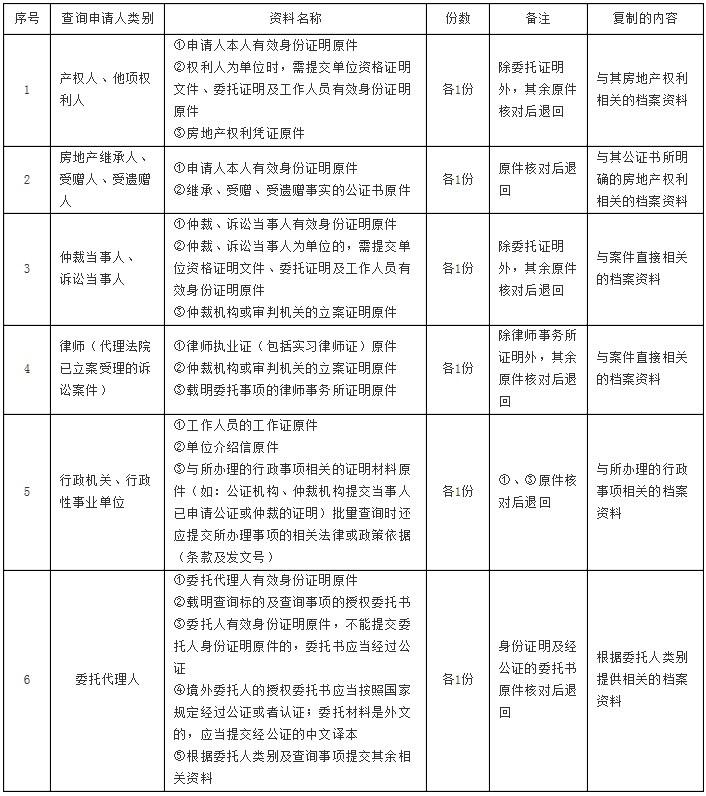 序号 查询申请人类别 资料名称 份数 备注 复制的内容
1
产权人、他项权
利人
①申请人本人有效身份证明原件
②权利人为单位时，需提交单位资格证明
文件、委托证明及工作人员有效身份证明
原件
③房地产权利凭证原件
各1份
除委托证明
外，其余原件
核对后退回
与其房地产权利
相关的档案资料
2
房地产继承人、
受赠人、受遗赠
人
①申请人本人有效身份证明原件
②继承、受赠、受遗赠事实的公证书原件
各1份
原件核对后退
回
与其公证书所明
确的房地产权利
相关的档案资料
3
仲裁当事人、
诉讼当事人
①仲裁、诉讼当事人有效身份证明原件
②仲裁、诉讼当事人为单位的，需提交单
位资格证明文件、委托证明及工作人员有
效身份证明原件
③仲裁机构或审判机关的立案证明原件
各1份
除委托证明
外，其余原件
核对后退回
与案件直接相关
的档案资料
4
律师（代理法院
已立案受理的诉
讼案件）
①律师执业证（包括实习律师证）原件
②仲裁机构或审判机关的立案证明原件
③载明委托事项的律师事务所证明原件
各1份
除律师事务所
证明外，其余
原件核对后退
回
与案件直接相关
的档案资料
5
行政机关、行政
性事业单位
①工作人员的工作证原件
②单位介绍信原件
③与所办理的行政事项相关的证明材料原
件（如：公证机构、仲裁机构提交当事人
已申请公证或仲裁的证明）批量查询时还
应提交所办理事项的相关法律或政策依据
（条款及发文号）
各1份
①、③原件核
对后退回
与所办理的行政
事项相关的档案
资料
6
委托代理人
①委托代理人有效身份证明原件
②载明查询标的及查询事项的授权委托书
③委托人有效身份证明原件，不能提交委
托人身份证明原件的，委托书应当经过公
证
④境外委托人的授权委托书应当按照国家
规定经过公证或者认证；委托材料是外文
的，应当提交经公证的中文译本
⑤根据委托人类别及查询事项提交其余相
关资料
各1份
身份证明及经
公证的委托书
原件核对后退
回
根据委托人类别
提供相关的档案
资料